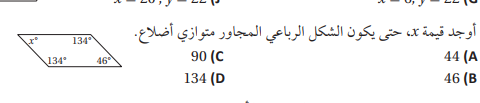 أوجد قيمة x، حتى يكون الشكل الرباعي المجاور متوازي أضلاع.
44 (A
90 (C
46 (B
134 (D
x° 134°
134° 46°